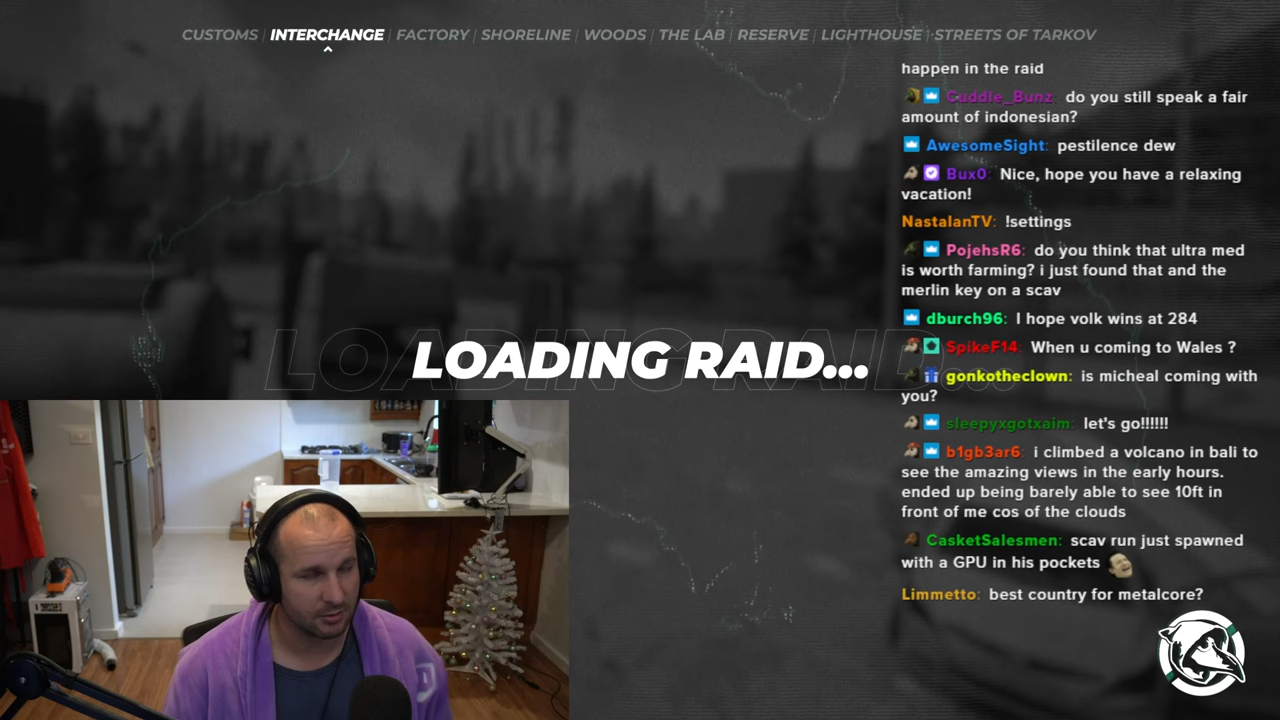 CUSTOMS | INTERCHANGE | FACTORY | SHORELINE | WOODS | THE LAB | RESERVE | LIGHTHOUSE | STREETS OF TARKOV
happen in the raid
Cuddle_Bunz: do you still speak a fair
amount of indonesian?
AwesomeSight: pestilence dew
Bux0: Nice, hope you have a relaxing
vacation!
NastalanTV: !settings
PojehsR6: do you think that ultra med
is worth farming? i just found that and the
merlin key on a scav
dburch96: I hope volk wins at 284
SpikeF14: When u coming to Wales ?
gonkotheclown: is micheal coming with
you?
sleepyxgotxaim: let's go!!!!!!
b1gb3ar6: i climbed a volcano in bali to
see the amazing views in the early hours.
ended up being barely able to see 10ft in
front of me cos of the clouds
CasketSalesmen: scav run just spawned
with a GPU in his pockets
Limmetto: best country for metalcore?
LOADING RAID...
LOADING RAID...